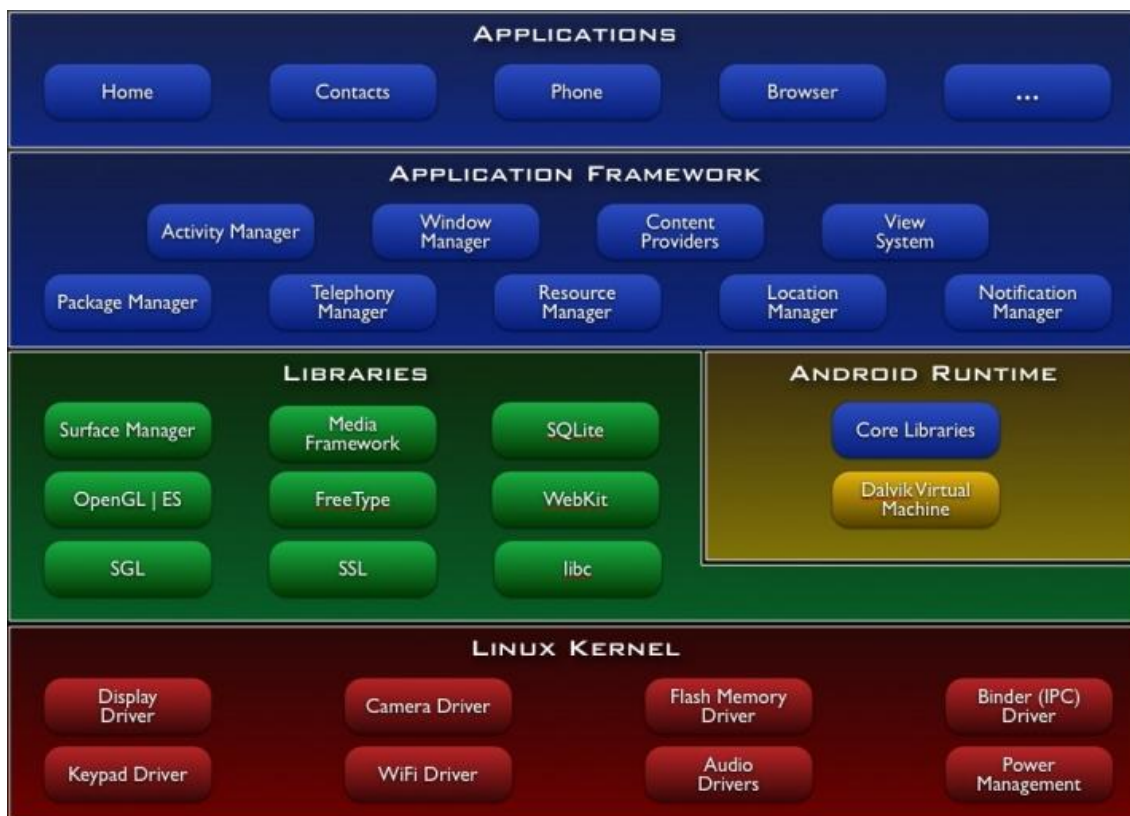 APPLICATIONS
Home Contacts Phone Browser ...
APPLICATION FRAMEWORK
Activity Manager
Window
Manager
Content
Providers
View
System
Package Manager
Telephony
Manager
Resource
Manager
Location
Manager
Notification
Manager
LIBRARIES
Surface Manager
Media
Framework
SQLite
OpenGL | ES
FreeType
WebKit
SGL
SSL
libc
ANDROID RUNTIME
Core Libraries
Dalvik Virtual
Machine
LINUX KERNEL
Display
Driver
Camera Driver
Flash Memory
Driver
Binder (IPC)
Driver
Keypad Driver
WiFi Driver
Audio
Drivers
Power
Management